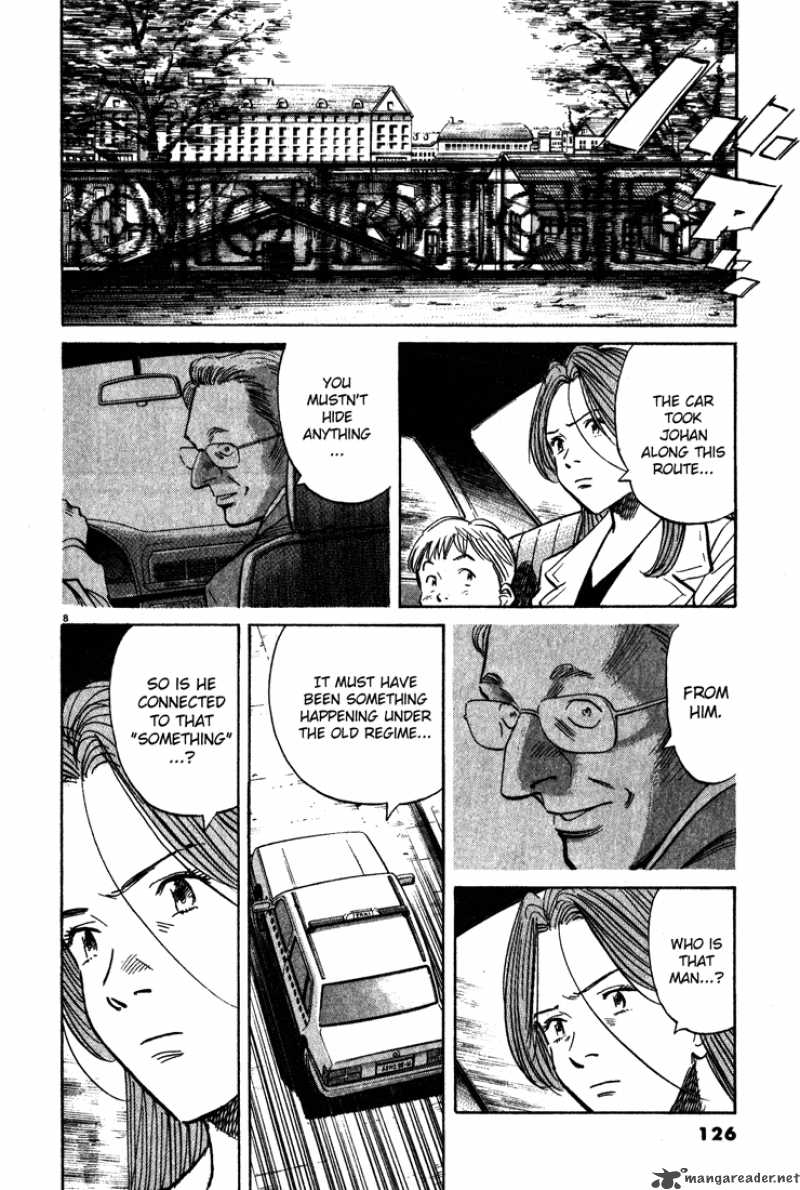 THE CAR
TOOK
JOHAN
ALONG THIS
ROUTE...
YOU
MUSTN'T
HIDE
ANYTHING
...
8
FROM
HIM.
WHO IS
THAT
MAN...?
IT MUST HAVE
BEEN SOMETHING
HAPPENING UNDER
THE OLD REGIME...
SO IS HE
CONNECTED
TO THAT
"SOMETHING"
...?
126
mangareader.net